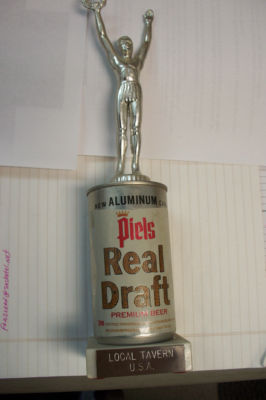 NEW ALUMINUM CAN
Piels
Real
Draft
PREMIUM BEER
LOCAL TAVERN
U.S.A.